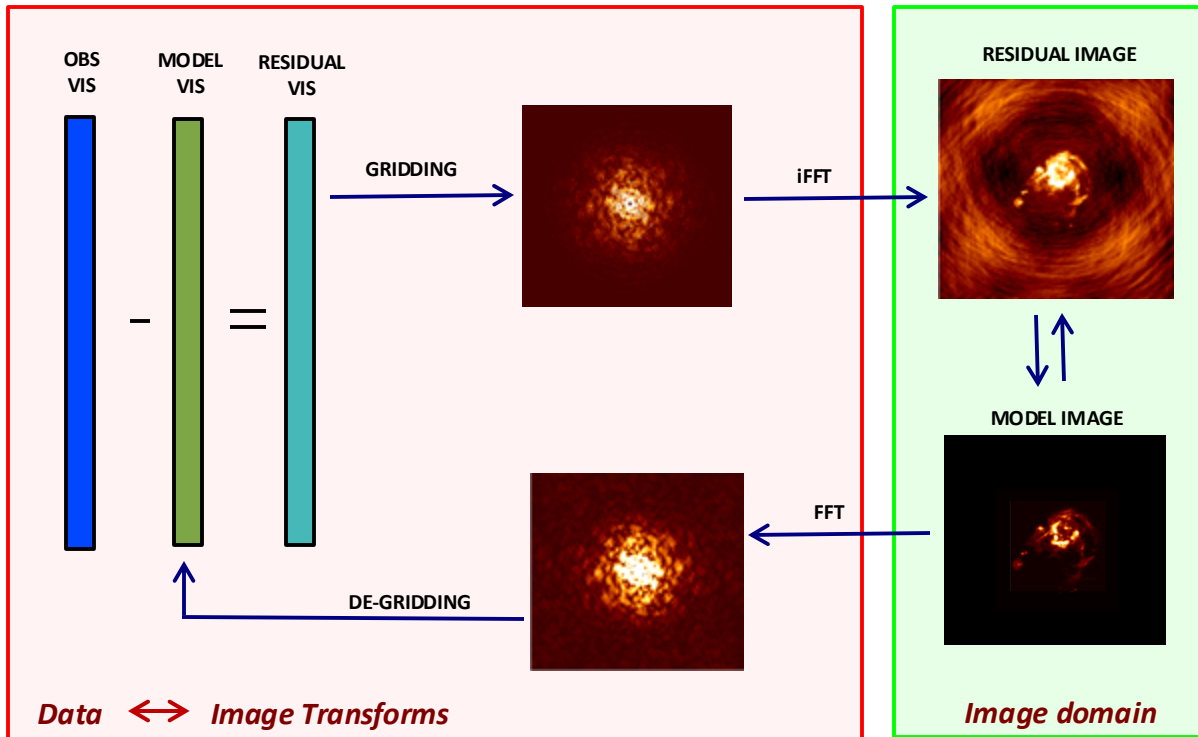 OBS
VIS
MODEL
VIS
RESIDUAL
VIS
GRIDDING
iFFT
RESIDUAL IMAGE
–
=
MODEL IMAGE
FFT
DE-GRIDDING
Data ↔ Image Transforms
Image domain